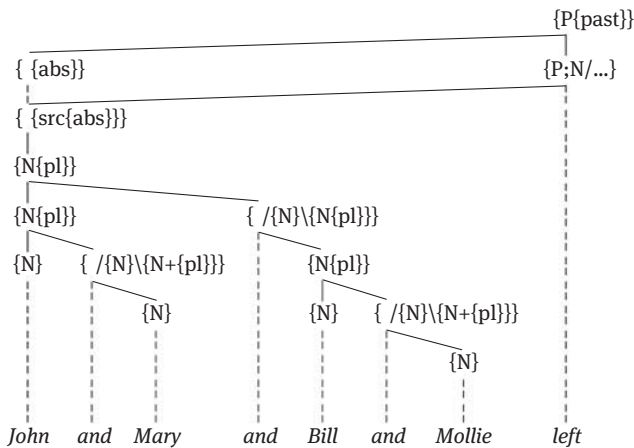 {P{past}}
{ {abs}} {P;N/...}
{ {src{abs}}}
{N{pl}}
{N{pl}} { /{N}\{N{pl}}}
{N} { /{N}\{N+{pl}}} {N{pl}}
{N} {N} { /{N}\{N+{pl}}}
{N}
John and Mary and Bill and Mollie left